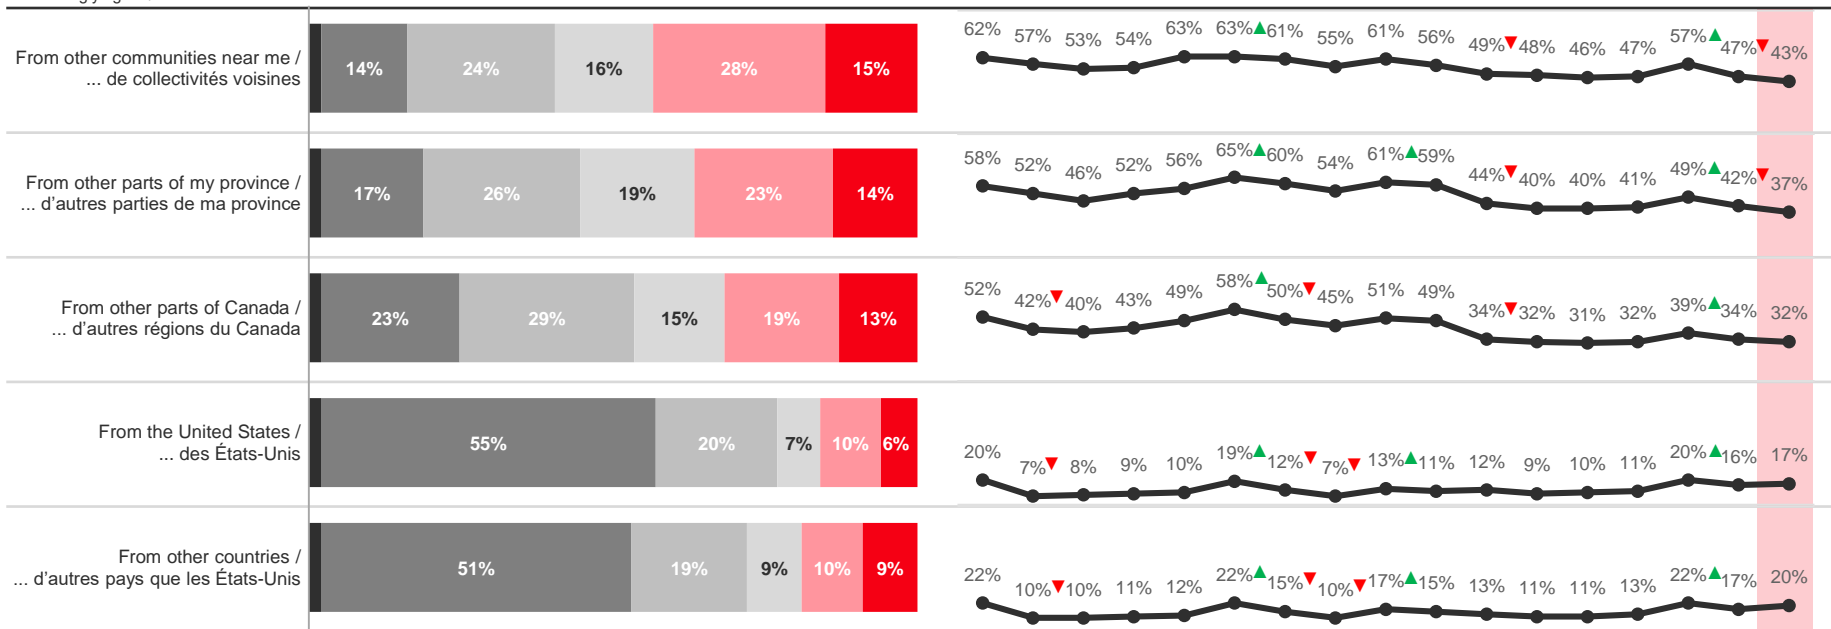 From other communities near me /
... de collectivités voisines
14% 24% 16% 28% 15%
62% 57% 53% 54% 63% 63% 61% 55% 61% 56% 49% 48% 46% 47% 57% 47% 43%
From other parts of my province /
... d'autres parties de ma province
17% 26% 19% 23% 14%
58% 52% 46% 52% 56% 65% 60% 54% 61% 59% 44% 40% 40% 41% 49% 42% 37%
From other parts of Canada /
... d'autres régions du Canada
23% 29% 15% 19% 13%
52% 42% 40% 43% 49% 58% 50% 45% 51% 49% 34% 32% 31% 32% 39% 34% 32%
From the United States /
... des États-Unis
55% 20% 7% 10% 6%
20% 7% 8% 9% 10% 19% 12% 7% 13% 11% 12% 9% 10% 11% 20% 16% 17%
From other countries /
... d'autres pays que les États-Unis
51% 19% 9% 10% 9%
22% 10% 10% 11% 12% 22% 15% 10% 17% 15% 13% 11% 11% 13% 22% 17% 20%